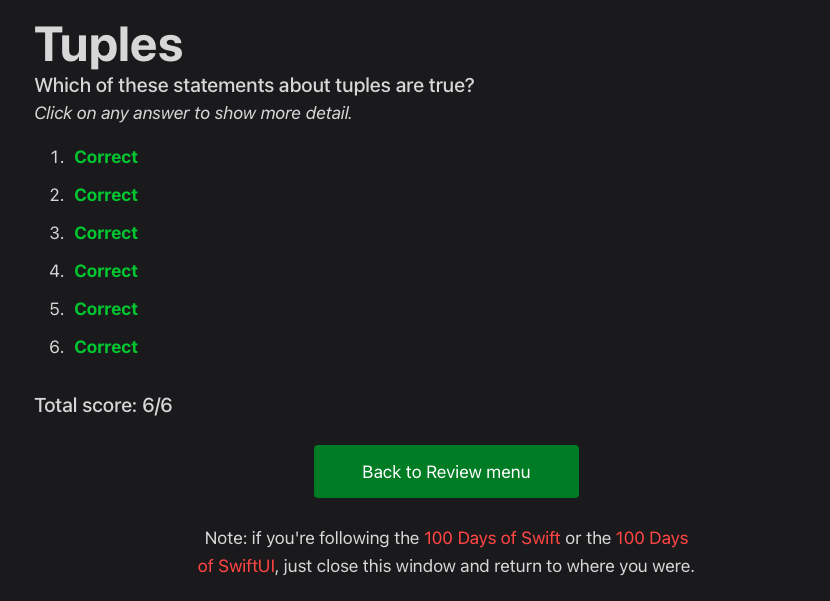 Tuples
Which of these statements about tuples are true?
Click on any answer to show more detail.
1. Correct
2. Correct
3. Correct
4. Correct
5. Correct
6. Correct
Total score: 6/6
Back to Review menu
Note: if you're following the 100 Days of Swift or the 100 Days
of SwiftUI, just close this window and return to where you were.